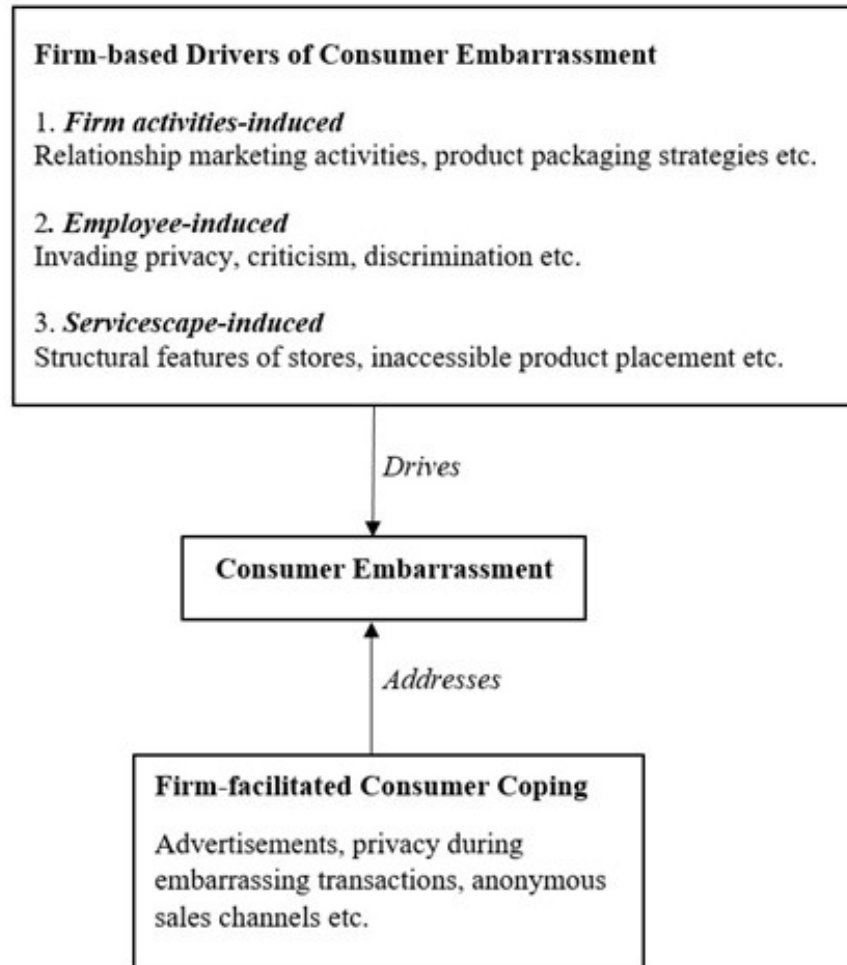 Firm-based Drivers of Consumer Embarrassment
1. Firm activities-induced
Relationship marketing activities, product packaging strategies etc.
2. Employee-induced
Invading privacy, criticism, discrimination etc.
3. Servicescape-induced
Structural features of stores, inaccessible product placement etc.
Drives
Consumer Embarrassment
Addresses
Firm-facilitated Consumer Coping
Advertisements, privacy during
embarrassing transactions, anonymous
sales channels etc.